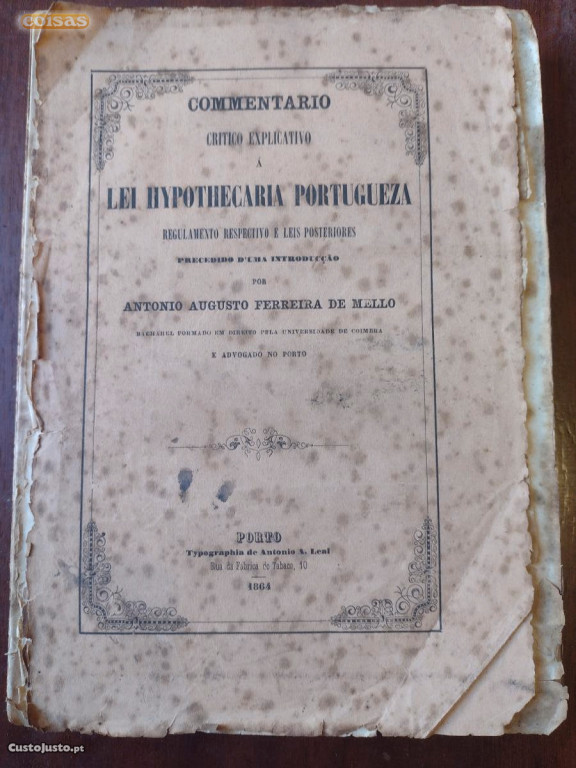 coisas
COMMENTARIO
CRITICO EXPLICATIVO
Á
LEI HYPOTHECARIA PORTUGUEZA
REGULAMENTO RESPECTIVO E LEIS POSTERIORES
PRECEDIDO D'UMA INTRODUCÇÃO
POR
ANTONIO AUGUSTO FERREIRA DE MELLO
BACHAREL FORMADO EM DIREITO PELA UNIVERSIDADE DE COIMBRA
E ADVOGADO NO PORTO
PORTO
Typographia de Antonio A. Leal
Rua da Fabrica do Tabaco, 10
1864
CustoJusto.pt